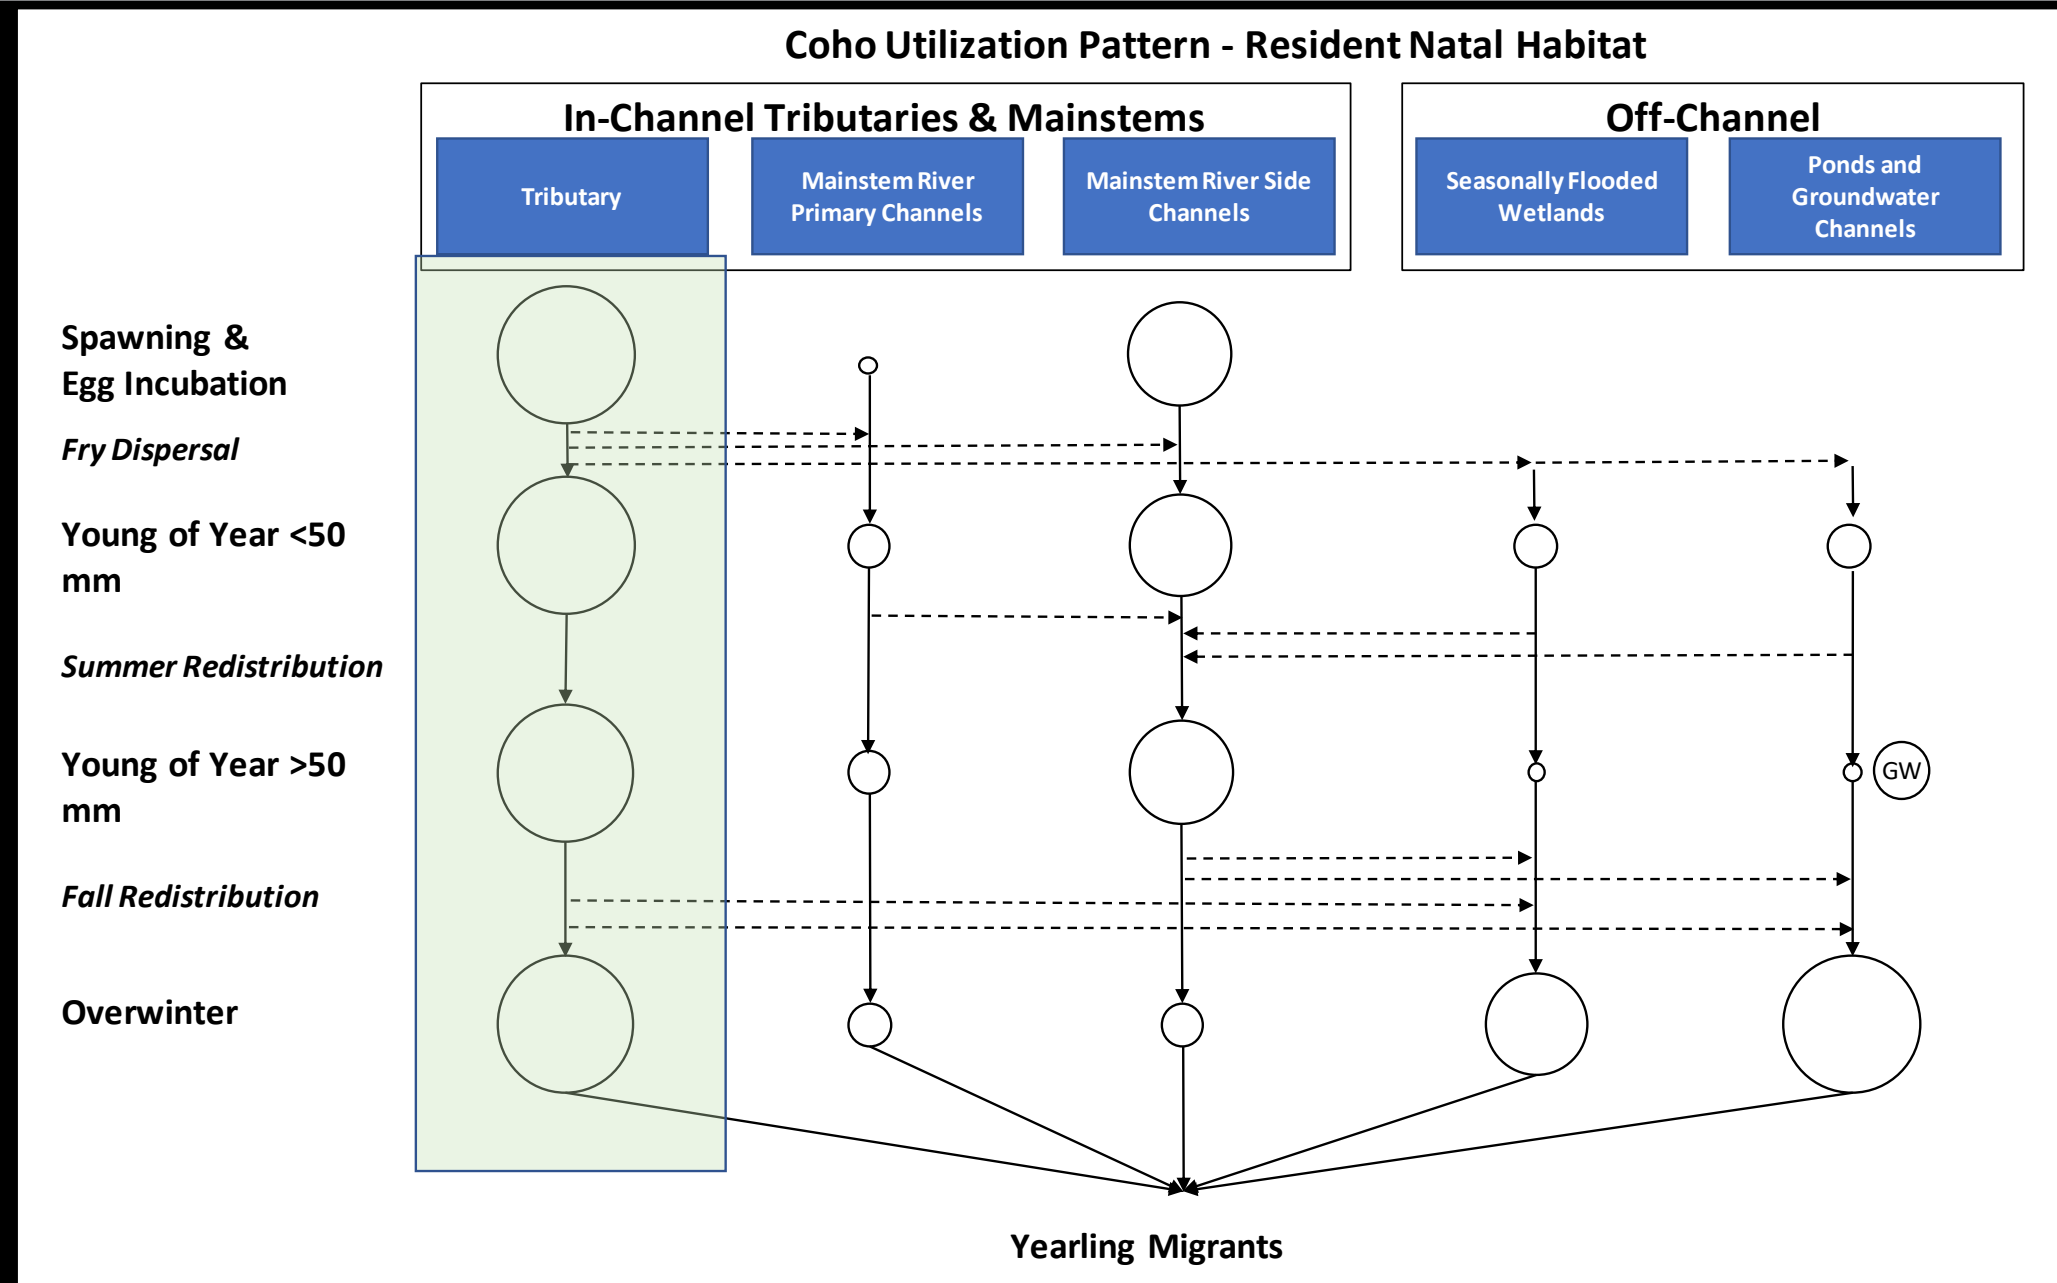 Coho Utilization Pattern - Resident Natal Habitat
In-Channel Tributaries & Mainstems
Off-Channel
Tributary
Mainstem River
Primary Channels
Mainstem River Side
Channels
Seasonally Flooded
Wetlands
Ponds and
Groundwater
Channels
Spawning &
Egg Incubation
Fry Dispersal
Young of Year <50
mm
Summer Redistribution
Young of Year >50
mm
GW
Fall Redistribution
Overwinter
Yearling Migrants